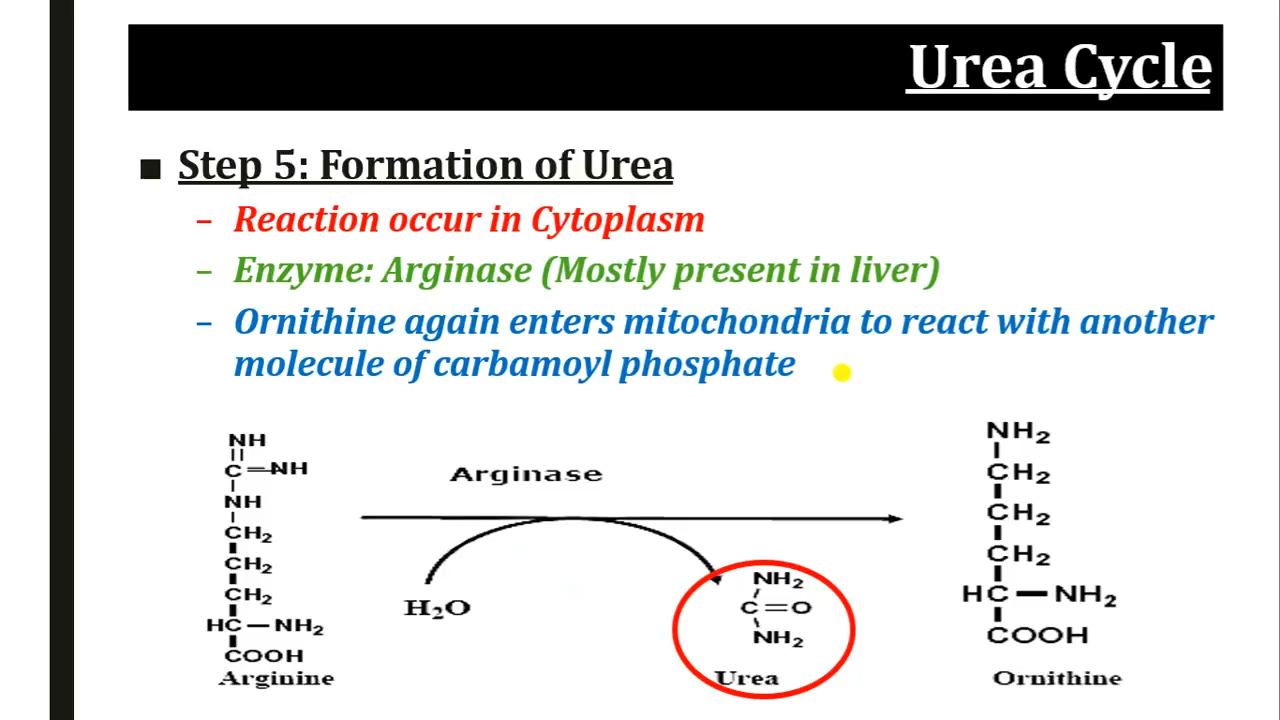 Urea Cycle
■ Step 5: Formation of Urea
– Reaction occur in Cytoplasm
– Enzyme: Arginase (Mostly present in liver)
– Ornithine again enters mitochondria to react with another
molecule of carbamoyl phosphate
NH
C=NH
NH
CH₂
CH₂
CH₂
HC—NH₂
COOH
Arginine
Arginase
H₂O
NH₂
C=O
NH₂
Urea
NH₂
CH₂
CH₂
CH₂
HC—NH₂
COOH
Ornithine